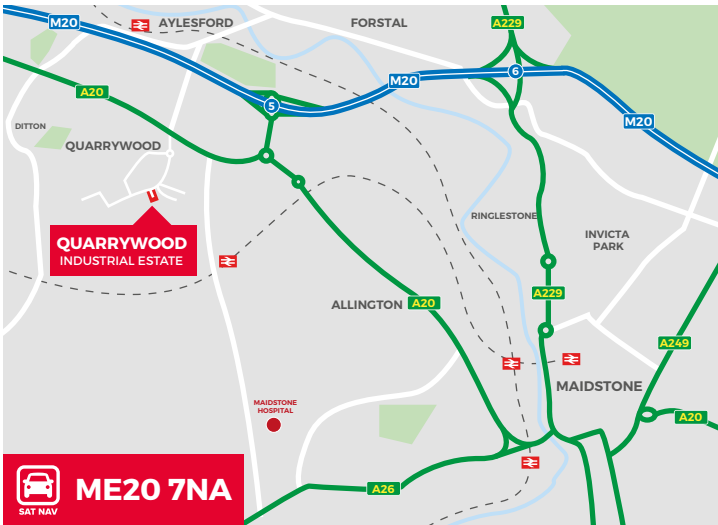 M20
AYLESFORD
FORSTAL
A229
M20
6
A20
5
M20
DITTON
QUARRYWOOD
RINGLESTONE
INVICTA
PARK
QUARRYWOOD
INDUSTRIAL ESTATE
A229
ALLINGTON
A20
A249
MAIDSTONE
MAIDSTONE
HOSPITAL
A20
A26
SAT NAV
ME20 7NA